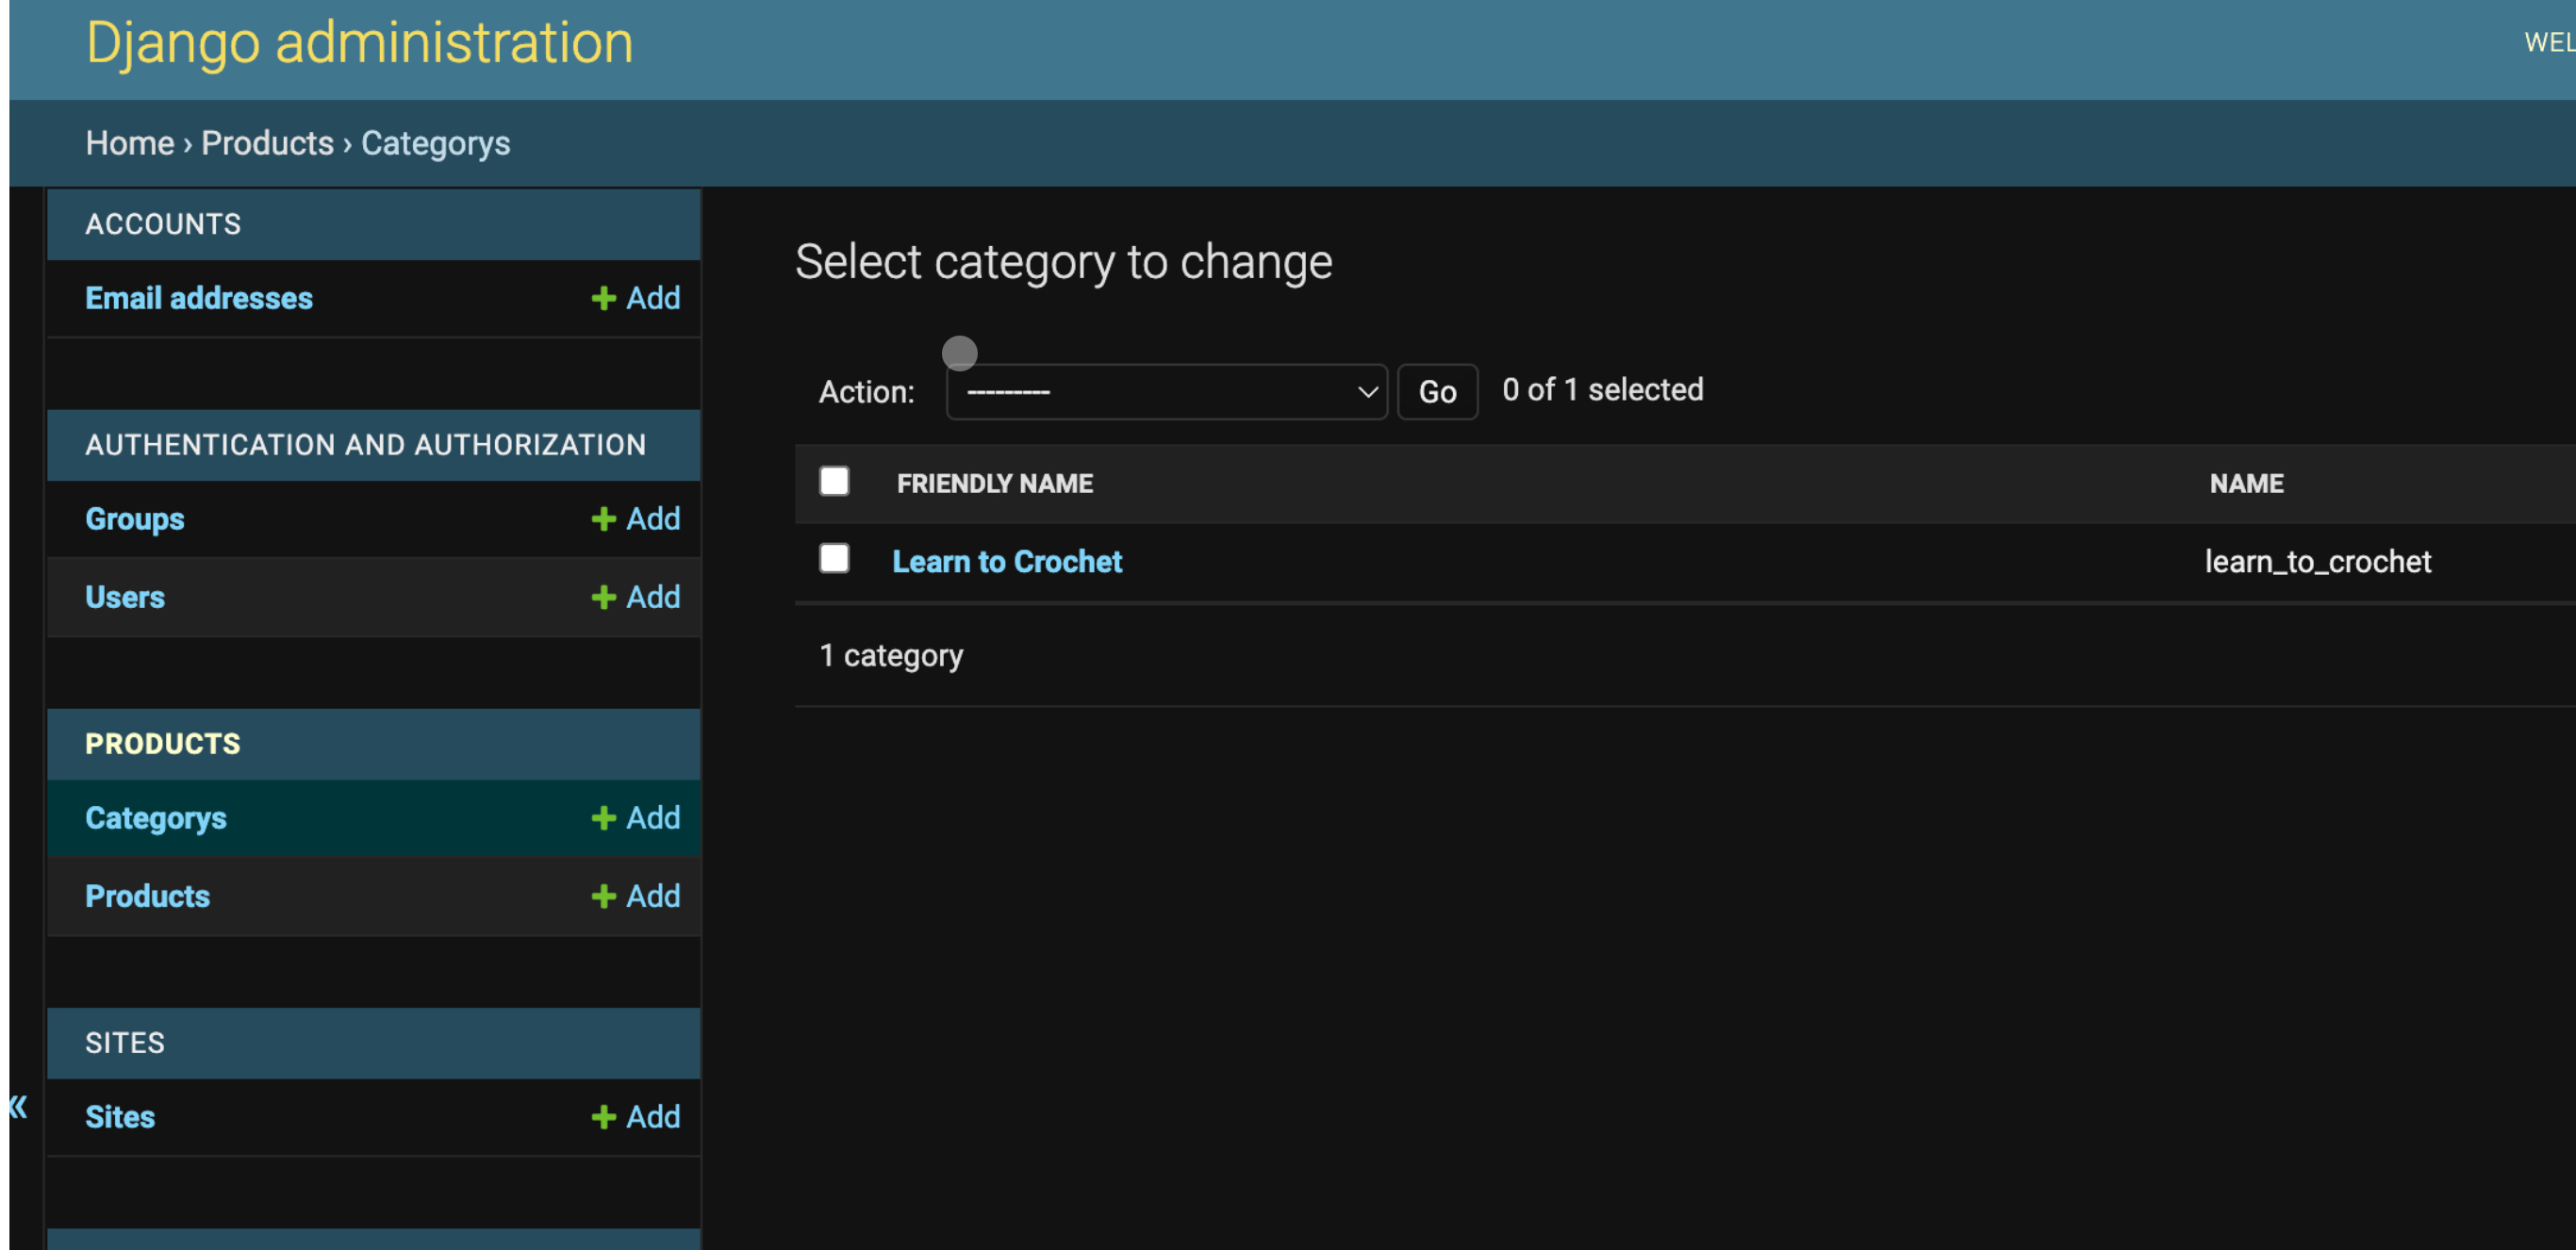 Django administration
WEL
Home › Products › Categorys
ACCOUNTS
Email addresses + Add
AUTHENTICATION AND AUTHORIZATION
Groups + Add
Users + Add
PRODUCTS
Categorys + Add
Products + Add
SITES
Sites + Add
«
Select category to change
Action: --------- Go 0 of 1 selected
FRIENDLY NAME NAME
Learn to Crochet learn_to_crochet
1 category